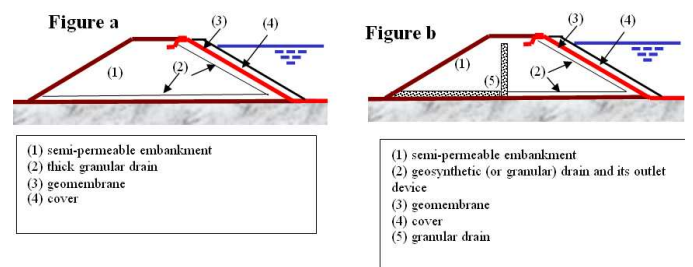 Figure a
(3)
(4)
(1)
(2)
(1) semi-permeable embankment
(2) thick granular drain
(3) geomembrane
(4) cover
Figure b
(3)
(4)
(1)
(5)
(2)
(1) semi-permeable embankment
(2) geosynthetic (or granular) drain and its outlet
device
(3) geomembrane
(4) cover
(5) granular drain